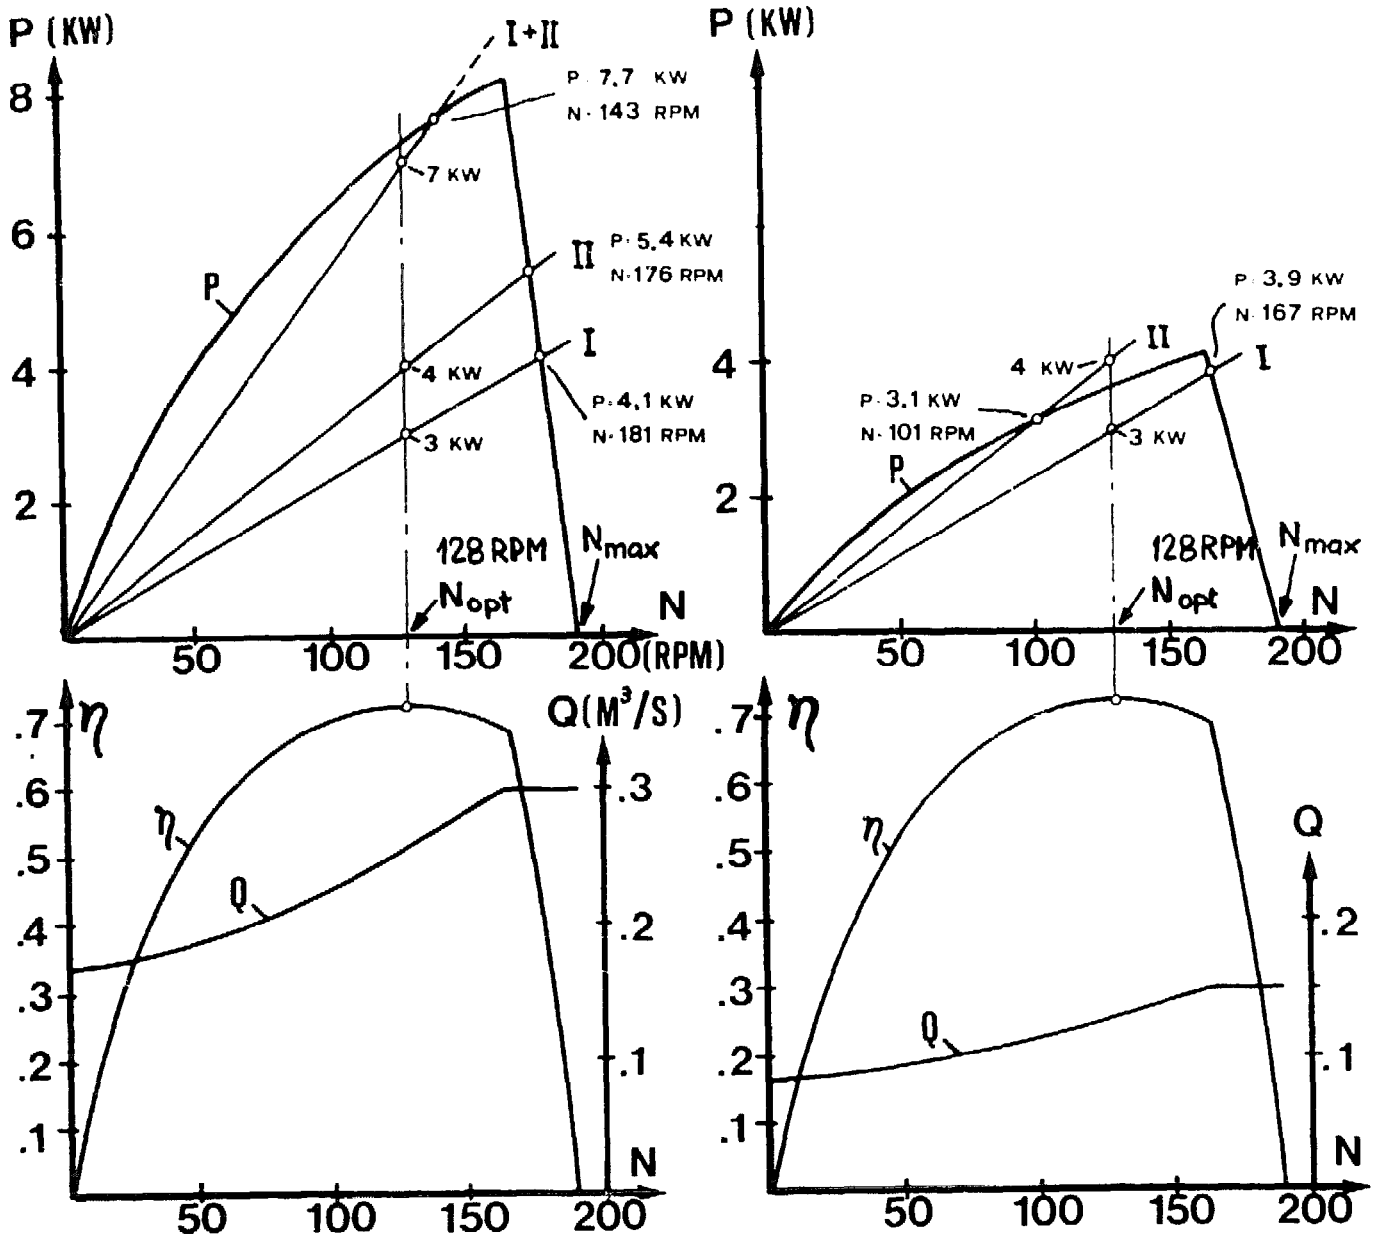 P (KW)
I+II
P: 7,7 KW
N· 143 RPM
8
7 KW
6
II
P: 5,4 KW
N·176 RPM
P
I
4
4 KW
P: 4,1 KW
N· 181 RPM
3 KW
2
128 RPM
Nmax
Nopt
N
50
100
150
200(RPM)
P (KW)
P: 3,9 KW
N· 167 RPM
II
4
4 KW
I
P: 3.1 KW
N· 101 RPM
3 KW
P
2
128 RPM
Nmax
Nopt
N
50
100
150
200
.7
η
Q(M³/S)
.6
.3
η
.5
Q
.4
.2
.3
.2
.1
.1
N
50
100
150
200
.7
η
.6
Q
η
.5
.4
.2
.3
Q
.2
.1
.1
N
50
100
150
200